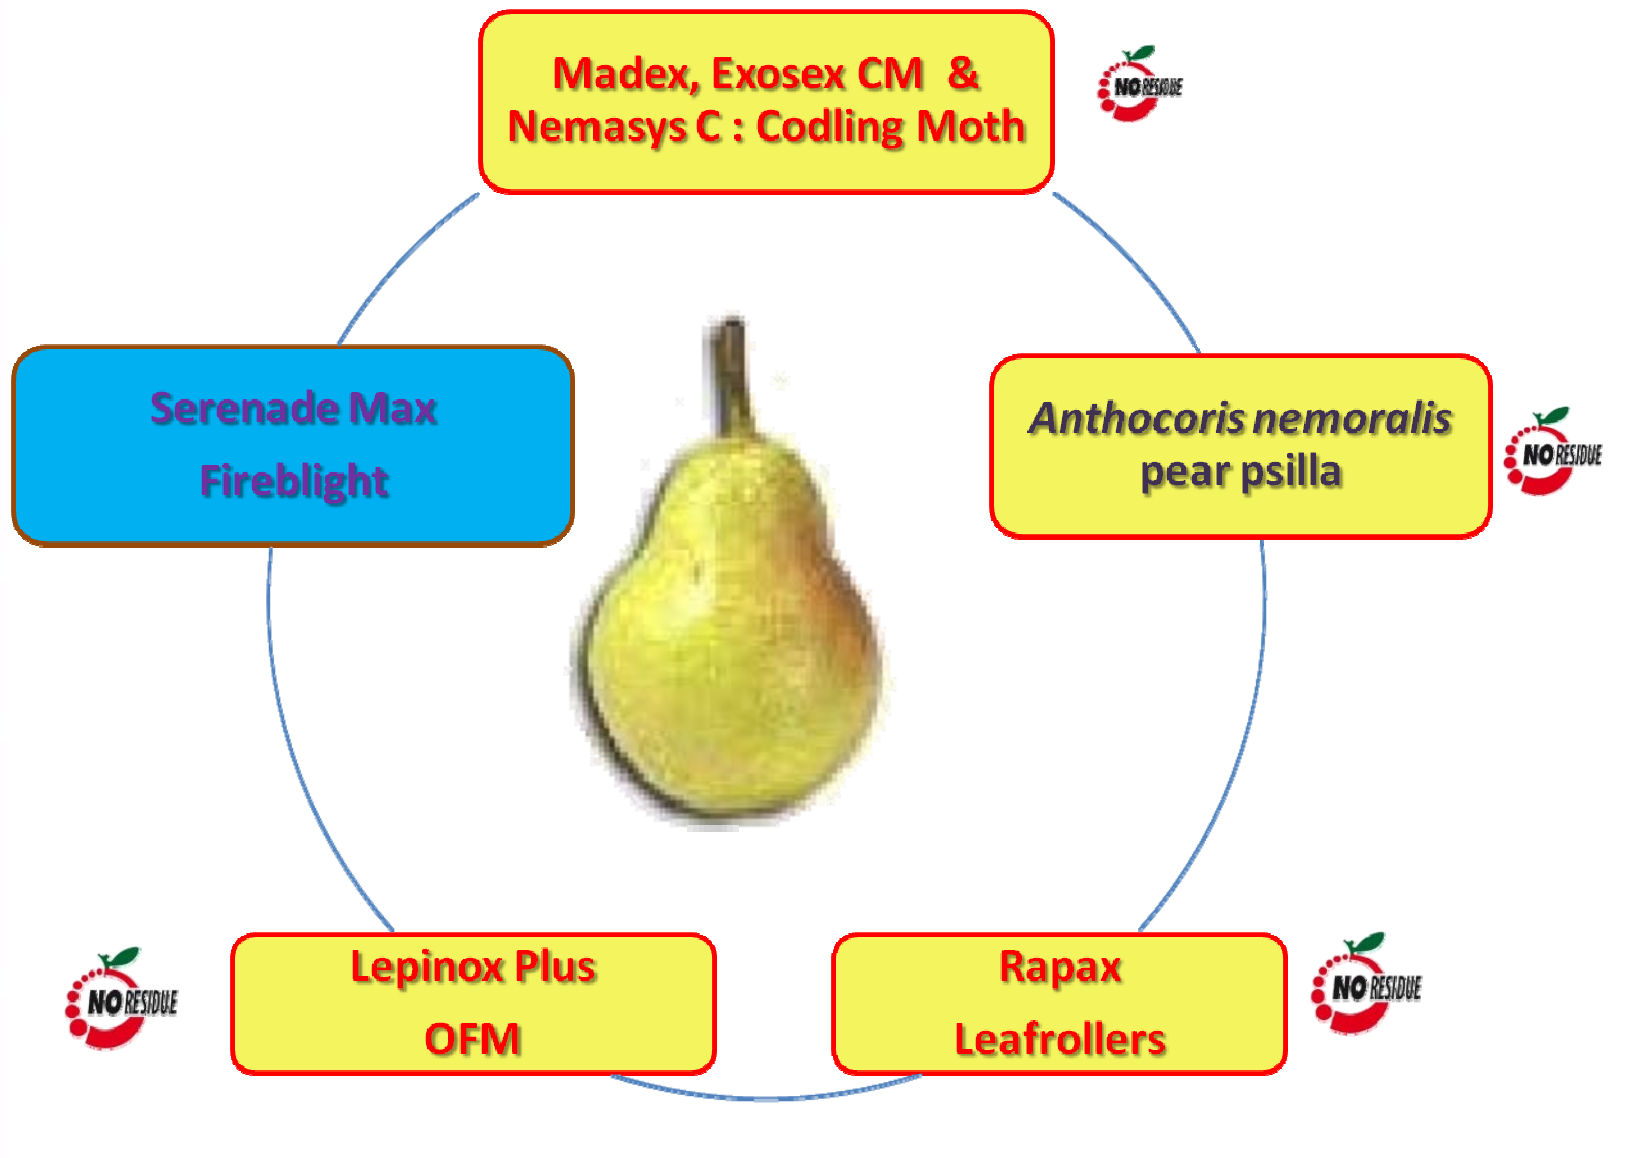 Madex, Exosex CM &
Nemasys C : Codling Moth
NO RESIDUE
Serenade Max
Fireblight
Anthocoris nemoralis
pear psilla
NO RESIDUE
Lepinox Plus
OFM
NO RESIDUE
Rapax
Leafrollers
NO RESIDUE